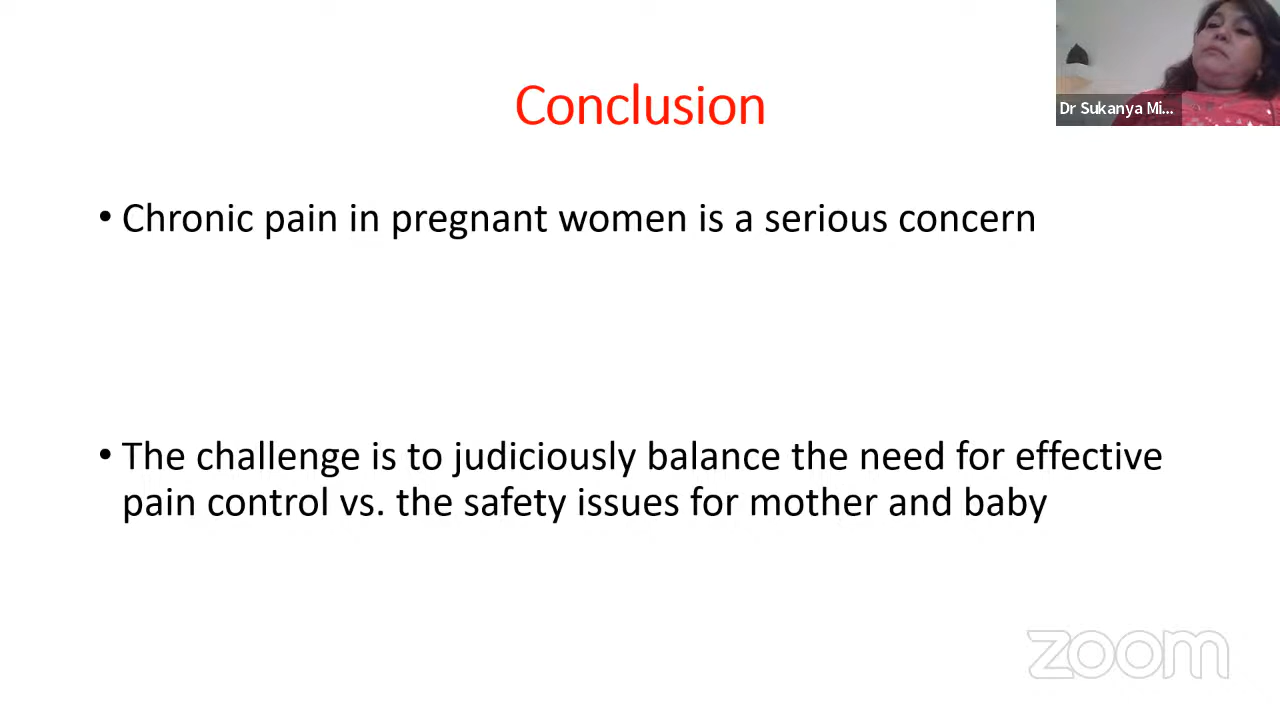 Conclusion
Dr Sukanya Mi...
• Chronic pain in pregnant women is a serious concern
• The challenge is to judiciously balance the need for effective
pain control vs. the safety issues for mother and baby
zoom